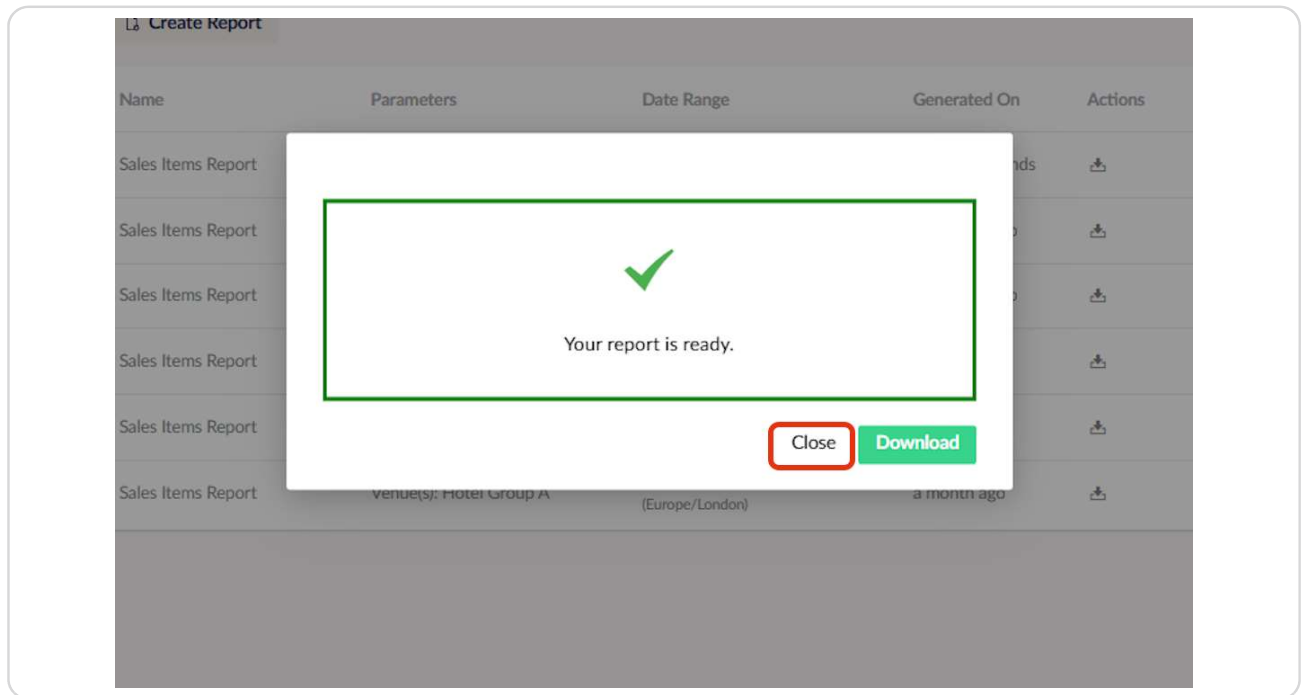 Create Report
Name Parameters Date Range Generated On Actions
Sales Items Report nds
Sales Items Report
Sales Items Report
Your report is ready.
Sales Items Report
Sales Items Report
Close Download
Sales Items Report Venue(s): Hotel Group A a month ago
(Europe/London)